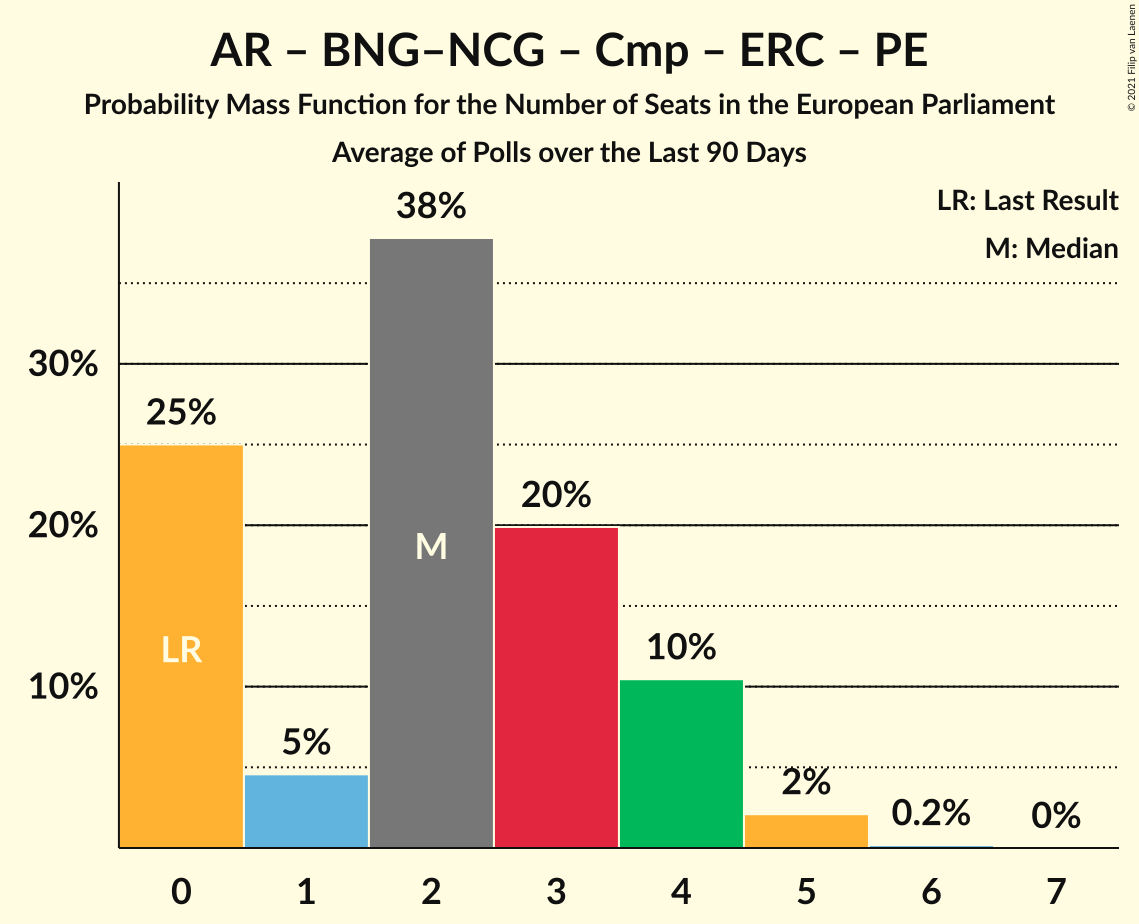 AR – BNG–NCG – Cmp – ERC – PE
Probability Mass Function for the Number of Seats in the European Parliament
Average of Polls over the Last 90 Days
© 2021 Filip van Laenen
LR: Last Result
M: Median
38%
30%
25%
20%
20%
M
LR
10%
10%
5%
2%
0.2%
0%
0 1 2 3 4 5 6 7